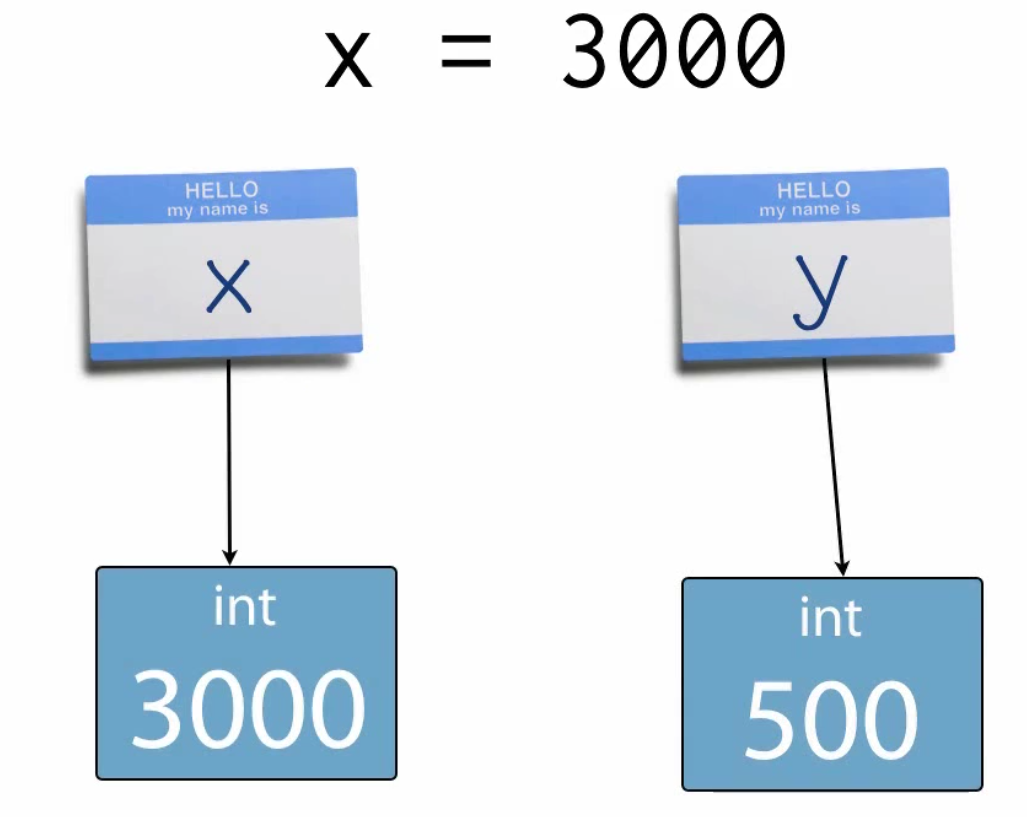 x = 3000
HELLO
my name is
x
HELLO
my name is
y
int
3000
int
500